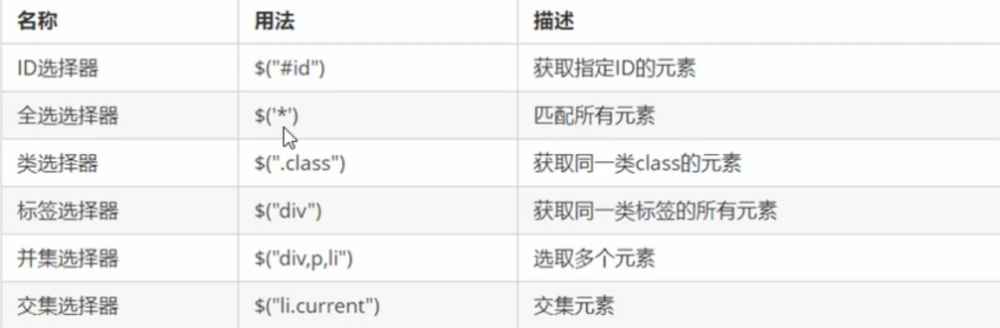 名称 用法 描述
ID选择器 $("#id") 获取指定ID的元素
全选选择器 $('*') 匹配所有元素
类选择器 $(".class") 获取同一类class的元素
标签选择器 $("div") 获取同一类标签的所有元素
并集选择器 $("div,p,li") 选取多个元素
交集选择器 $("li.current") 交集元素